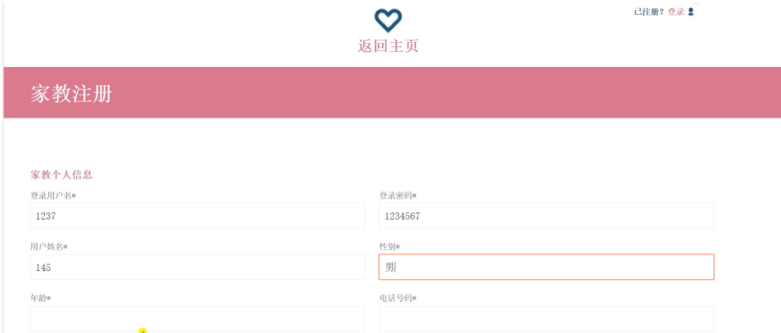 已注册? 登录
返回主页
家教注册
家教个人信息
登录用户名* 登录密码*
1237 1234567
用户姓名* 性别*
145 男
年龄* 电话号码*